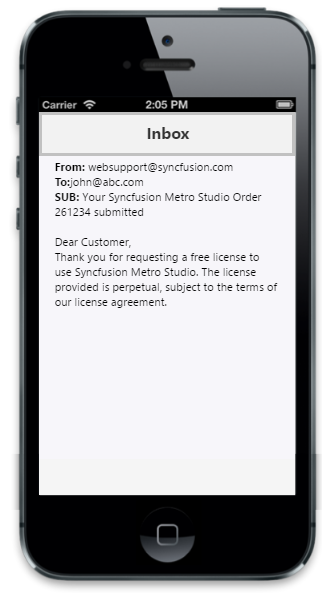 Carrier 2:05 PM
Inbox
From: websupport@syncfusion.com
To:john@abc.com
SUB: Your Syncfusion Metro Studio Order
261234 submitted
Dear Customer,
Thank you for requesting a free license to
use Syncfusion Metro Studio. The license
provided is perpetual, subject to the terms of
our license agreement.